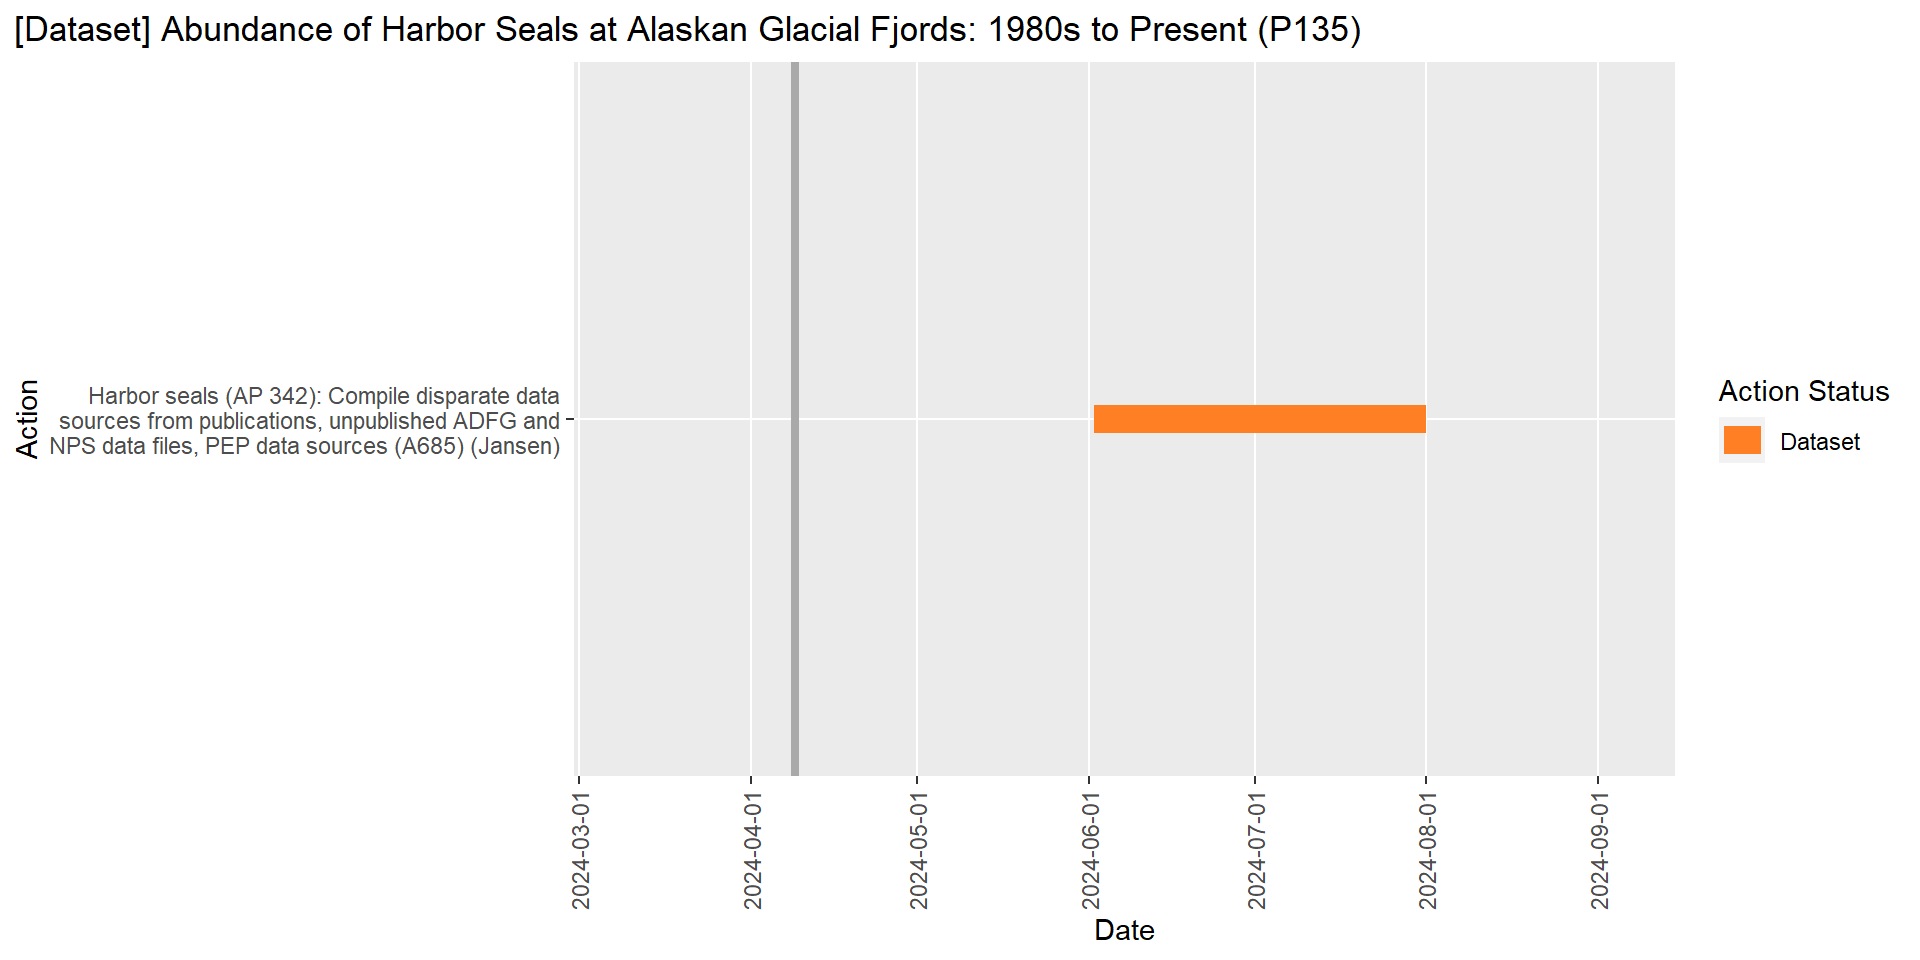 [Dataset] Abundance of Harbor Seals at Alaskan Glacial Fjords: 1980s to Present (P135)
Action
Harbor seals (AP 342): Compile disparate data
sources from publications, unpublished ADFG and
NPS data files, PEP data sources (A685) (Jansen)
2024-03-01
2024-04-01
2024-05-01
2024-06-01
2024-07-01
2024-08-01
2024-09-01
Date
Action Status
Dataset